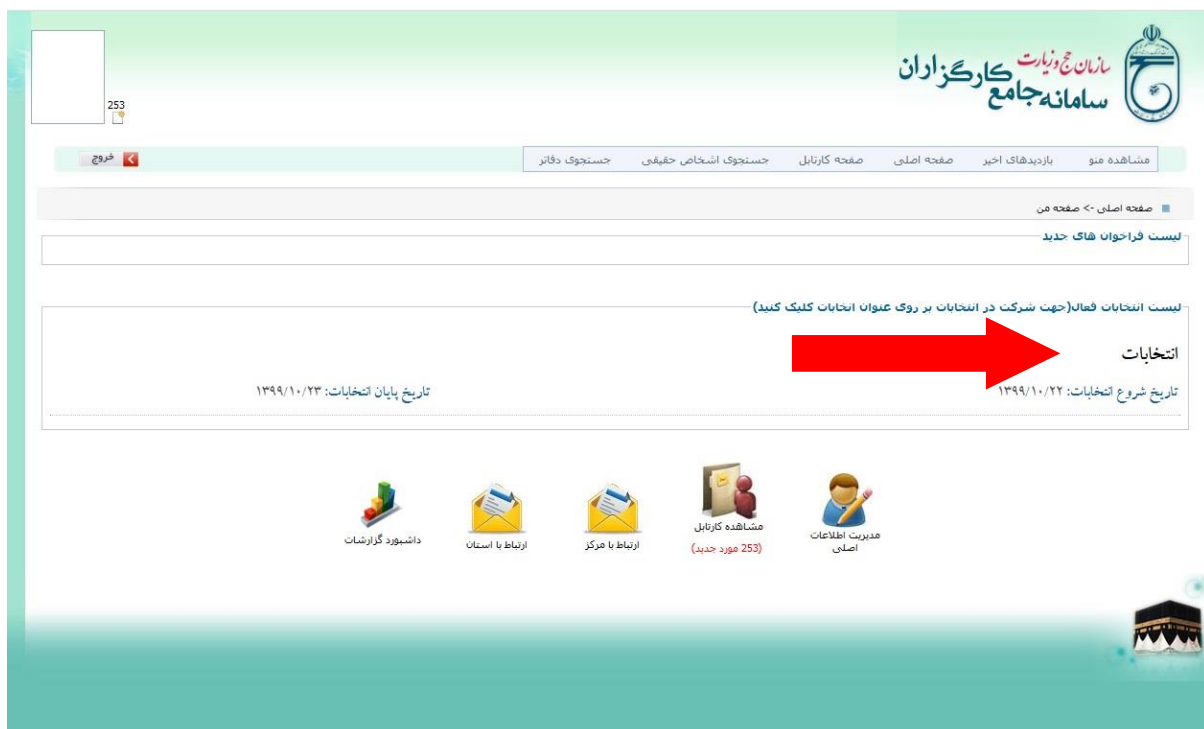 سازمان حج و زیارت
کارگزاران
سامانه جامع
253
مشاهده منو
بازدیدهای اخیر
صفحه اصلی
صفحه کارتابل
جستجوی اشخاص حقیقی
جستجوی دفاتر
خروج
صفحه اصلی -> صفحه من
لیست فراخوان های جدید
لیست انتخابات فعال(جهت شرکت در انتخابات بر روی عنوان انخابات کلیک کنید)
انتخابات
تاریخ شروع انتخابات: ۱۳۹۹/۱۰/۲۲
تاریخ پایان انتخابات: ۱۳۹۹/۱۰/۲۳
مدیریت اطلاعات
اصلی
مشاهده کارتابل
(253 مورد جدید)
ارتباط با مرکز
ارتباط با استان
داشبورد گزارشات